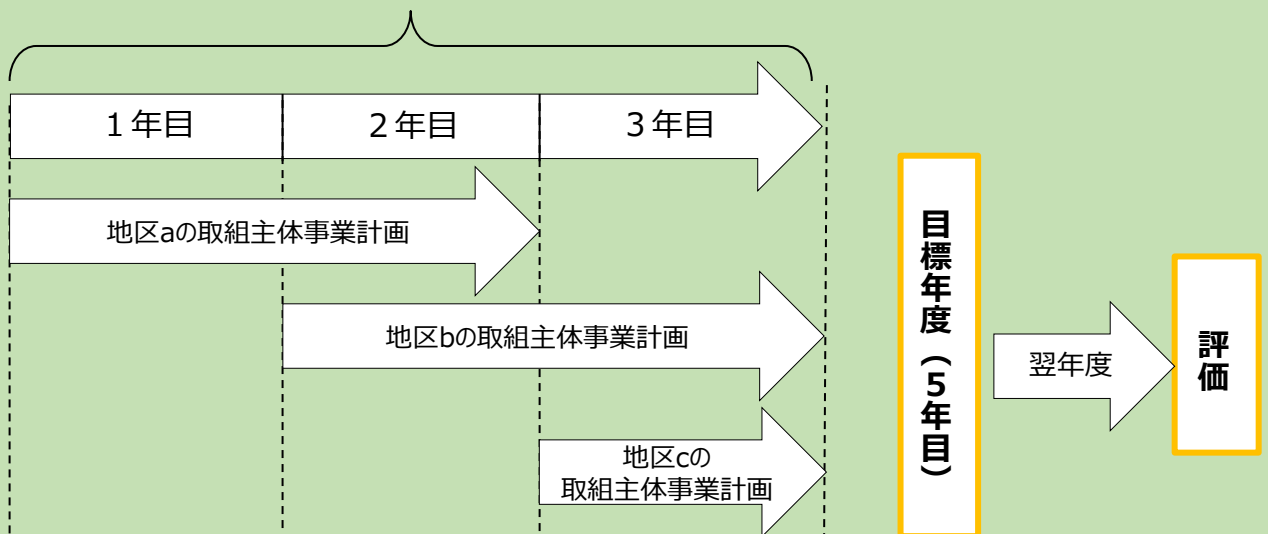 1年目
2年目
3年目
地区aの取組主体事業計画
地区bの取組主体事業計画
地区cの
取組主体事業計画
目標年度（5年目）
翌年度
評価